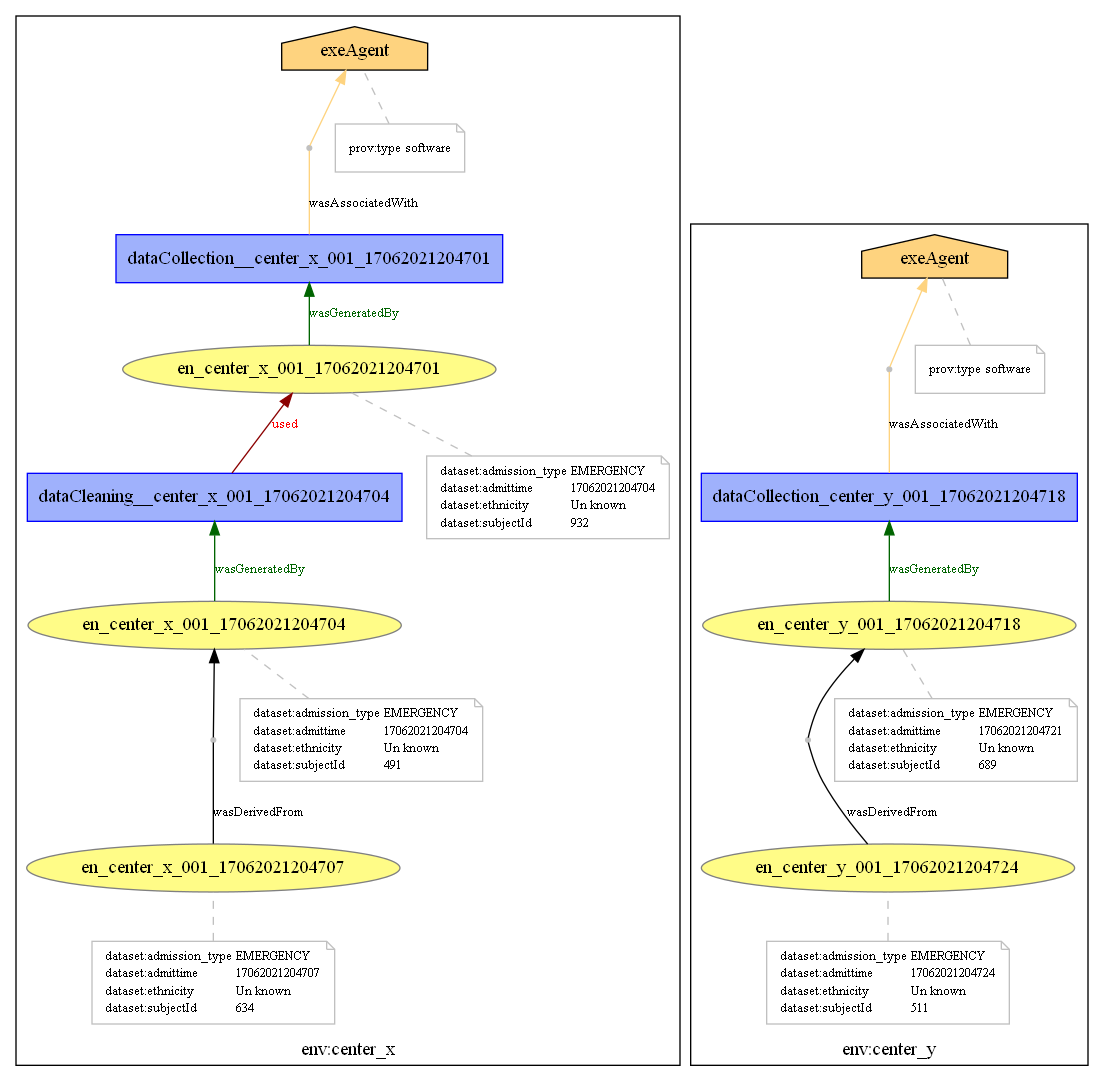 exeAgent
prov:type software
wasAssociatedWith
dataCollection__center_x_001_17062021204701
wasGeneratedBy
en_center_x_001_17062021204701
used
dataset:admission_type EMERGENCY
dataset:admittime 17062021204704
dataset:ethnicity Un known
dataset:subjectId 932
dataCleaning__center_x_001_17062021204704
wasGeneratedBy
en_center_x_001_17062021204704
dataset:admission_type EMERGENCY
dataset:admittime 17062021204704
dataset:ethnicity Un known
dataset:subjectId 491
wasDerivedFrom
en_center_x_001_17062021204707
dataset:admission_type EMERGENCY
dataset:admittime 17062021204707
dataset:ethnicity Un known
dataset:subjectId 634
env:center_x
exeAgent
prov:type software
wasAssociatedWith
dataCollection_center_y_001_17062021204718
wasGeneratedBy
en_center_y_001_17062021204718
dataset:admission_type EMERGENCY
dataset:admittime 17062021204721
dataset:ethnicity Un known
dataset:subjectId 689
wasDerivedFrom
en_center_y_001_17062021204724
dataset:admission_type EMERGENCY
dataset:admittime 17062021204724
dataset:ethnicity Un known
dataset:subjectId 511
env:center_y